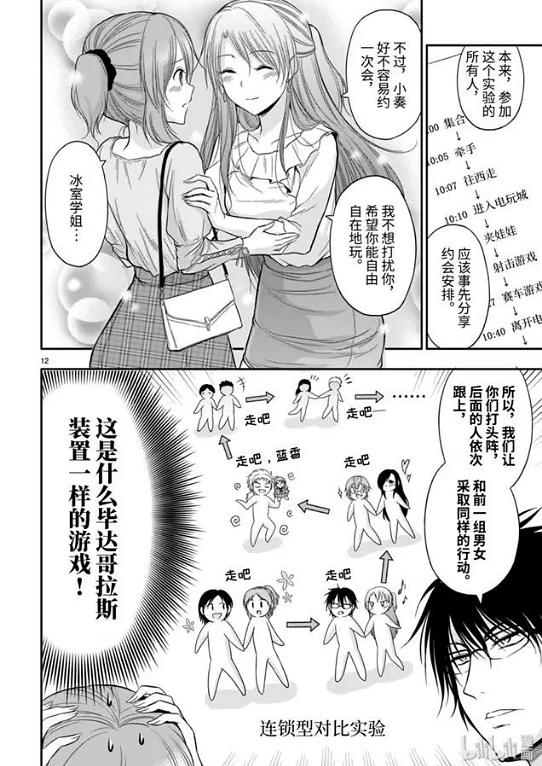 本来，参加
这个实验的
所有人，
:00 集合
↓
10:05 牵手
↓
10:07 往西走
↓
10:10 进入电玩城
↓
夹娃娃
↓
射击游戏
↓
赛车游戏
↓
10:40 离开电
应该事先分享
约会安排。
不过，小奏
好不容易约
一次会，
我不想打扰你，
希望你能自由
自在地玩。
冰室学姐…
12
所以，我们让
你们打头阵，
后面的人依次
跟上，
和前一组男女
采取同样的行动。
走吧
走吧
走吧，蓝香
走吧
走吧
走吧
……
这是什么毕达哥拉斯
装置一样的游戏！
连锁型对比实验
bilibili
漫画